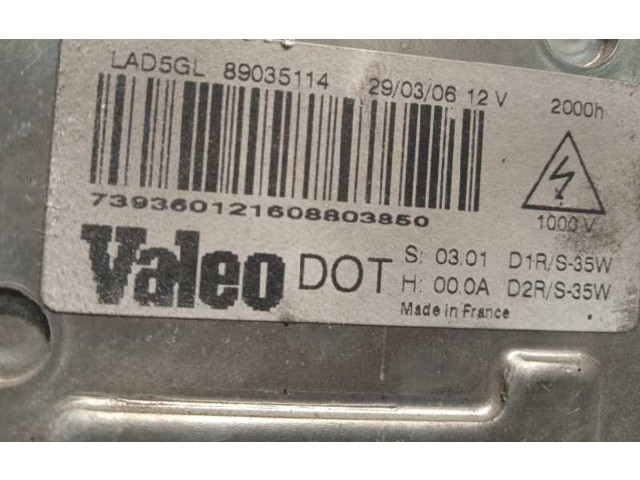 LAD5GL 89035114 29/03/06 12 V 2000h
739360121608803850
1000 V
Valeo DOT S: 03.01 D1R/S-35W
H: 00.0A D2R/S-35W
Made in France